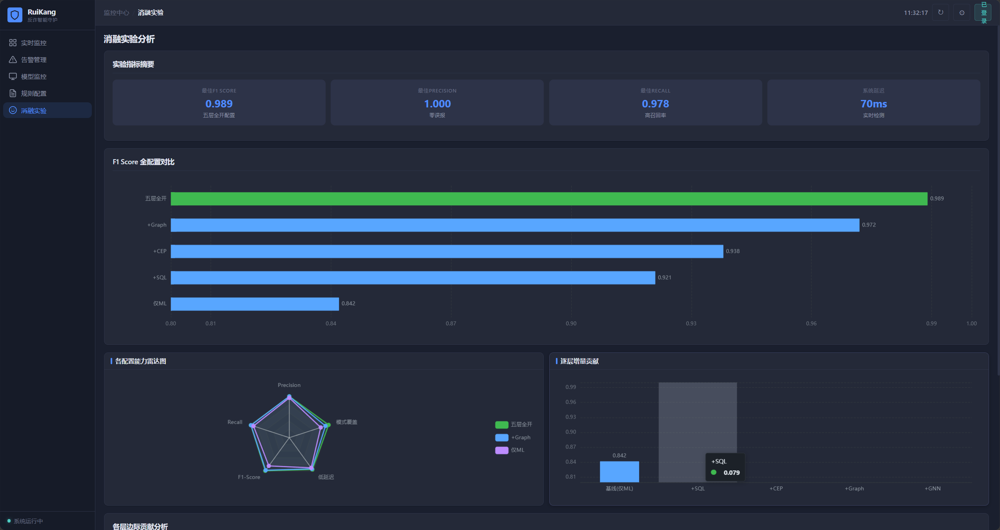 RuiKang
反诈智能守护
实时监控
告警管理
模型监控
规则配置
消融实验
系统运行中
监控中心 / 消融实验
11:32:17
已登录
消融实验分析
实验指标摘要
最佳F1 SCORE
0.989
五层全开配置
最佳PRECISION
1.000
零误报
最佳RECALL
0.978
高召回率
系统延迟
70ms
实时检测
F1 Score 全配置对比
五层全开 0.989
+Graph 0.972
+CEP 0.938
+SQL 0.921
仅ML 0.842
0.80 0.81 0.84 0.87 0.90 0.93 0.96 0.99 1.00
各配置能力雷达图
Precision
Recall
模式覆盖
F1-Score
低延迟
五层全开
+Graph
仅ML
逐层增量贡献
0.99
0.96
0.93
0.90
0.87
0.84
0.81
0.842
+SQL
0.079
基线(仅ML) +SQL +CEP +Graph +GNN
各层边际贡献分析